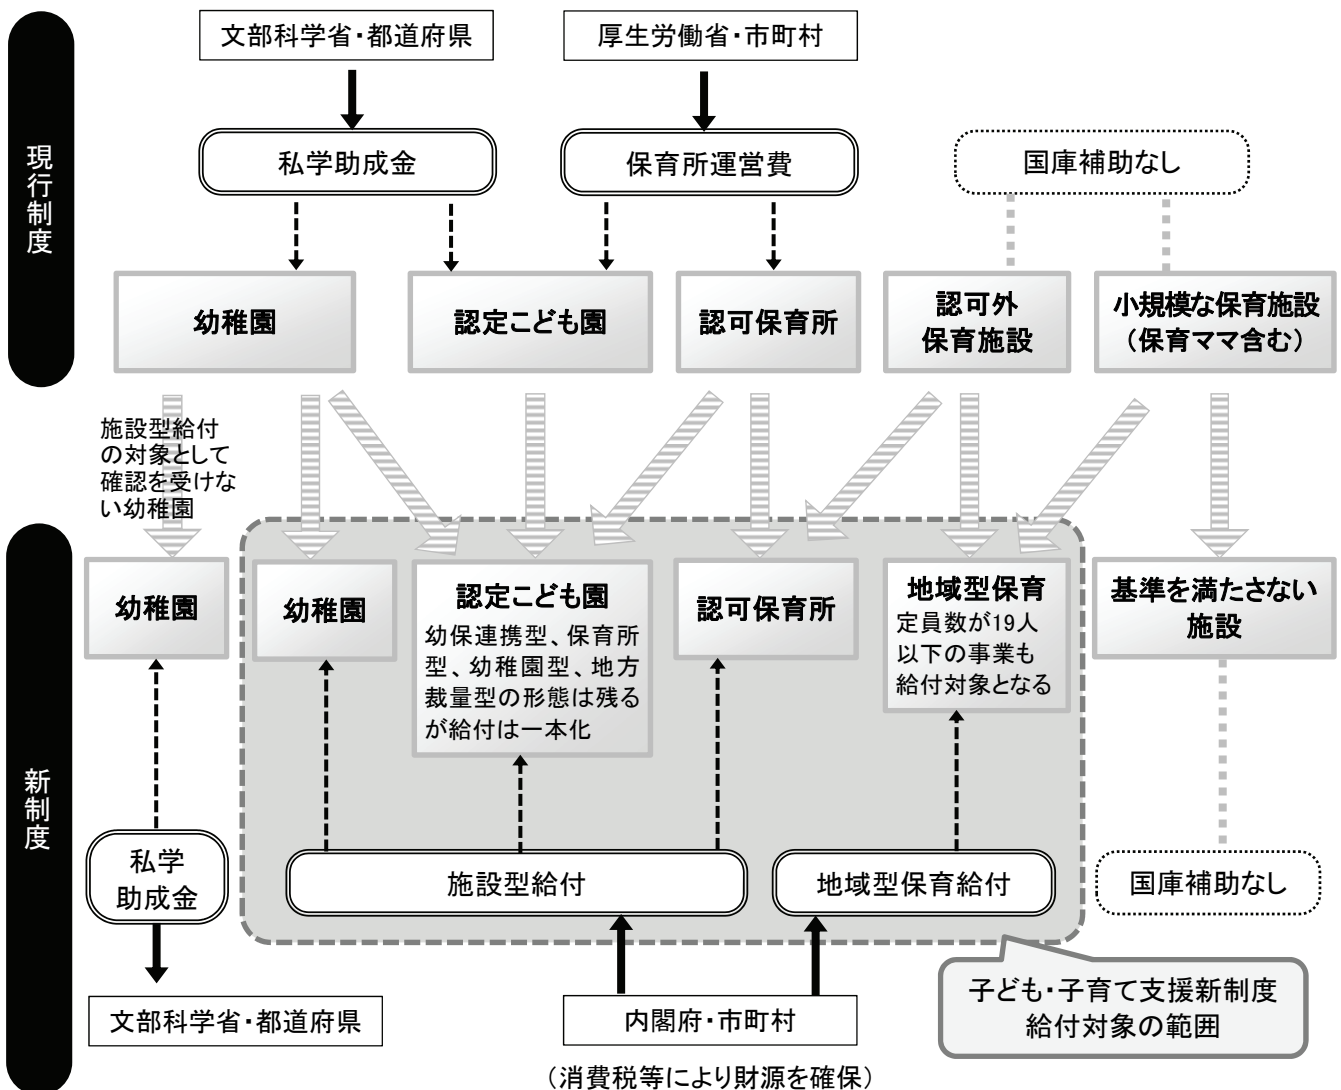 現行制度
文部科学省・都道府県
厚生労働省・市町村
私学助成金
保育所運営費
国庫補助なし
幼稚園
認定こども園
認可保育所
認可外
保育施設
小規模な保育施設
（保育ママ含む）
施設型給付
の対象として
確認を受けな
い幼稚園
新制度
幼稚園
幼稚園
認定こども園
幼保連携型、保育所
型、幼稚園型、地方
裁量型の形態は残る
が給付は一本化
認可保育所
地域型保育
定員数が19人
以下の事業も
給付対象となる
基準を満たさない
施設
私学
助成金
施設型給付
地域型保育給付
国庫補助なし
文部科学省・都道府県
内閣府・市町村
（消費税等により財源を確保）
子ども・子育て支援新制度
給付対象の範囲